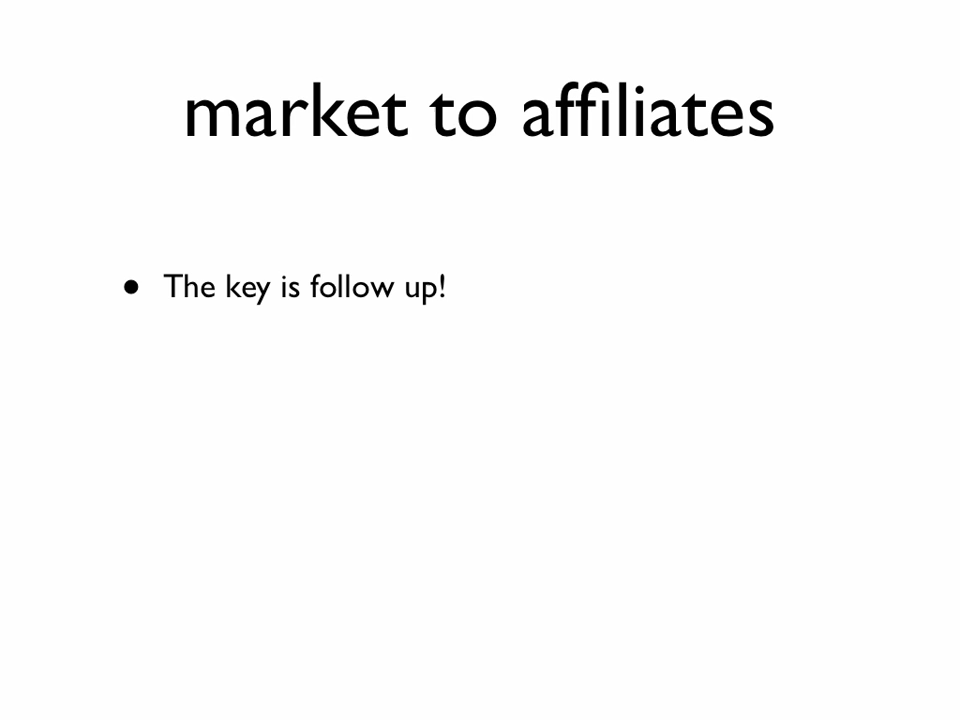 market to affiliates
• The key is follow up!